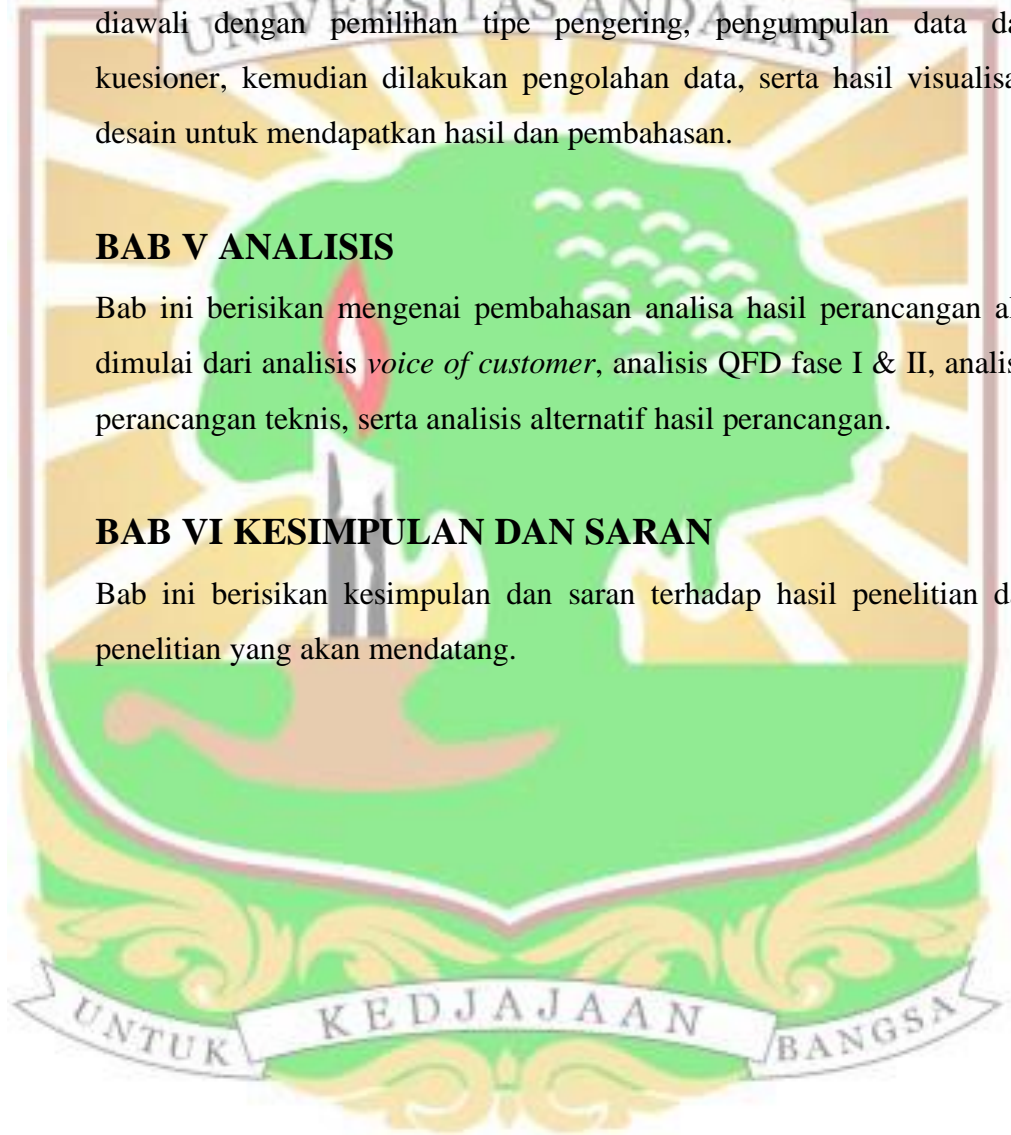 UNIVERSITAS ANDALAS
diawali dengan pemilihan tipe pengering, pengumpulan data da
kuesioner, kemudian dilakukan pengolahan data, serta hasil visualisa
desain untuk mendapatkan hasil dan pembahasan.
BAB V ANALISIS
Bab ini berisikan mengenai pembahasan analisa hasil perancangan al
dimulai dari analisis voice of customer, analisis QFD fase I & II, analis
perancangan teknis, serta analisis alternatif hasil perancangan.
BAB VI KESIMPULAN DAN SARAN
Bab ini berisikan kesimpulan dan saran terhadap hasil penelitian da
penelitian yang akan mendatang.
UNTUK KEDJAJAAN BANGSA